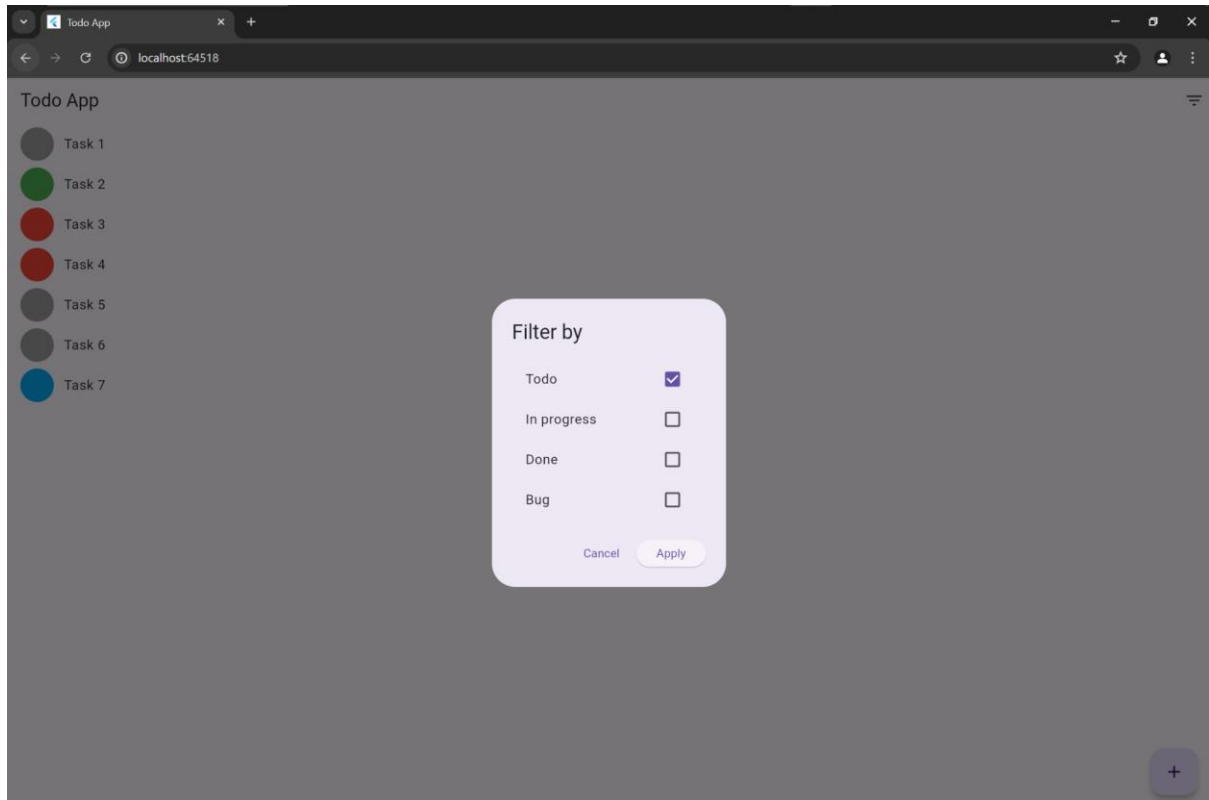 Todo App
localhost:64518
Todo App
Task 1
Task 2
Task 3
Task 4
Task 5
Task 6
Task 7
Filter by
Todo
In progress
Done
Bug
Cancel Apply